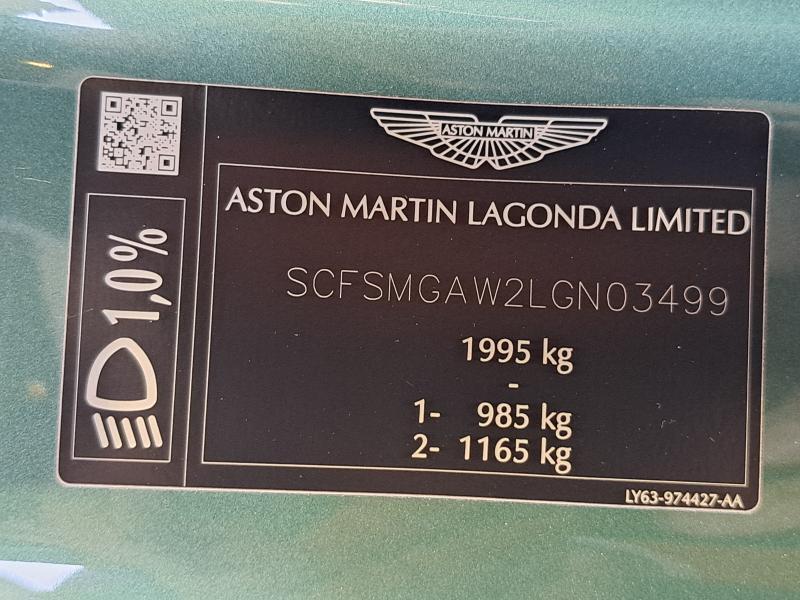 ASTON MARTIN
ASTON MARTIN LAGONDA LIMITED
SCFSMGAW2LGN03499
1995 kg
-
1- 985 kg
2- 1165 kg
1,0%
LY63-974427-AA